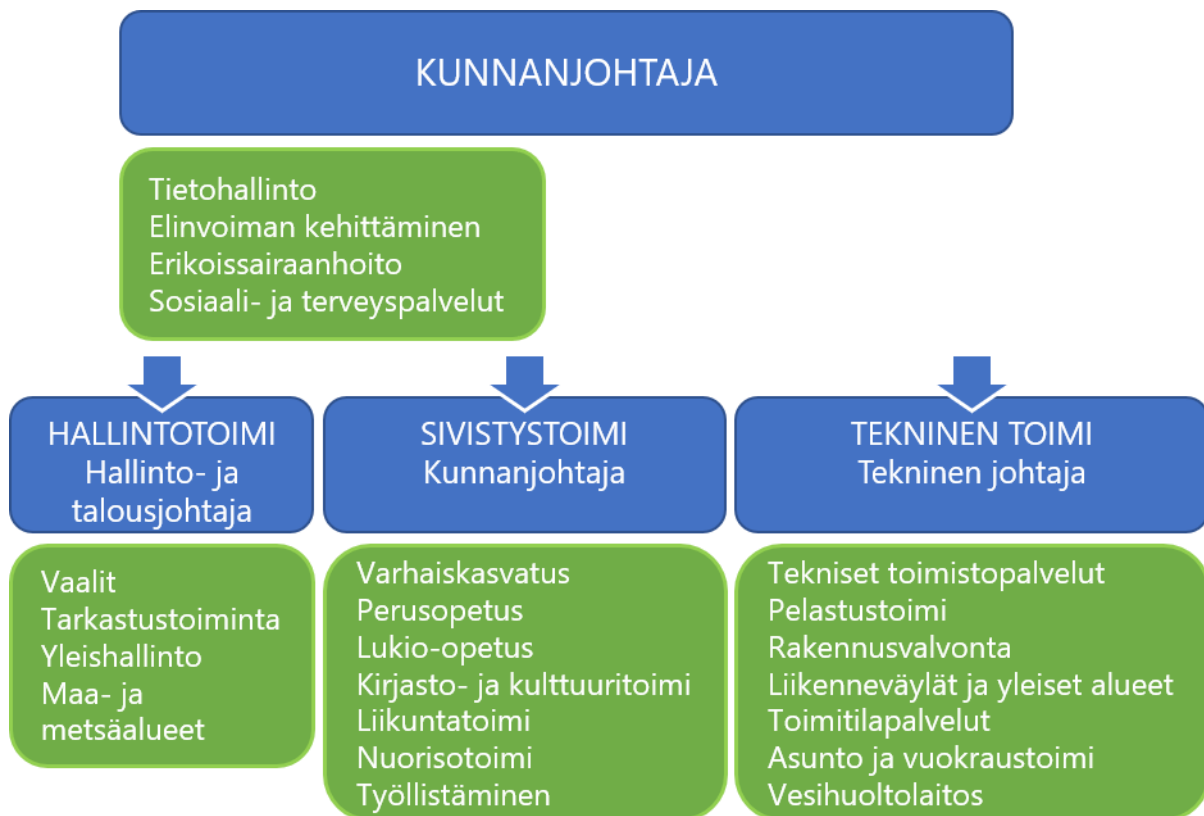 KUNNANJOHTAJA
Tietohallinto
Elinvoiman kehittäminen
Erikoissairaanhoito
Sosiaali- ja terveyspalvelut
HALLINTOTOIMI
Hallinto- ja
talousjohtaja
Vaalit
Tarkastustoiminta
Yleishallinto
Maa- ja
metsäalueet
SIVISTYSTOIMI
Kunnanjohtaja
Varhaiskasvatus
Perusopetus
Lukio-opetus
Kirjasto- ja kulttuuritoimi
Liikuntatoimi
Nuorisotoimi
Työllistäminen
TEKNINEN TOIMI
Tekninen johtaja
Tekniset toimistopalvelut
Pelastustoimi
Rakennusvalvonta
Liikenneväylät ja yleiset alueet
Toimitilapalvelut
Asunto ja vuokraustoimi
Vesihuoltolaitos